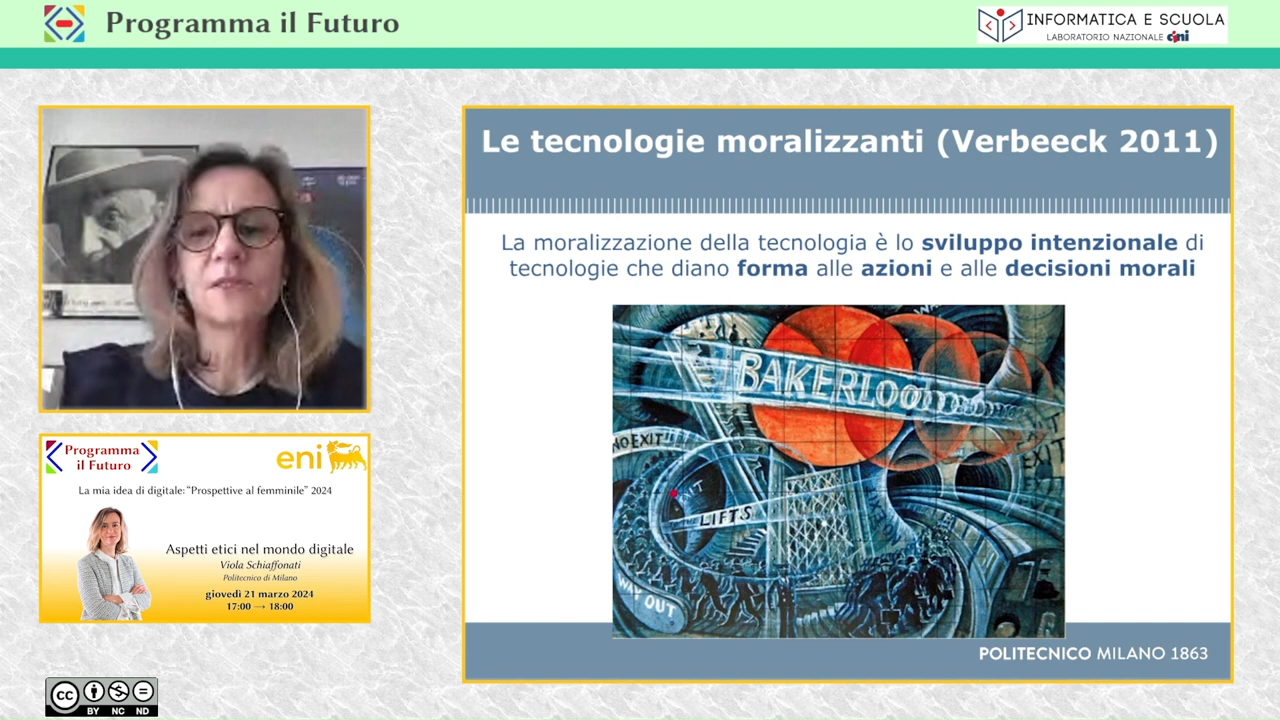 Programma il Futuro
INFORMATICA E SCUOLA
LABORATORIO NAZIONALE cini
Le tecnologie moralizzanti (Verbeeck 2011)
La moralizzazione della tecnologia è lo sviluppo intenzionale di
tecnologie che diano forma alle azioni e alle decisioni morali
BAKERLOO
NO EXIT
EXIT
LIFTS
WAY OUT
POLITECNICO MILANO 1863
Programma
il Futuro
eni
La mia idea di digitale: "Prospettive al femminile" 2024
Aspetti etici nel mondo digitale
Viola Schiaffonati
Politecnico di Milano
giovedì 21 marzo 2024
17:00 → 18:00
cc
BY NC ND